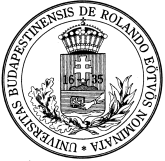 UNIVERSITAS BUDAPESTINENSIS DE ROLANDO EÖTVÖS NOMINATA
16 35